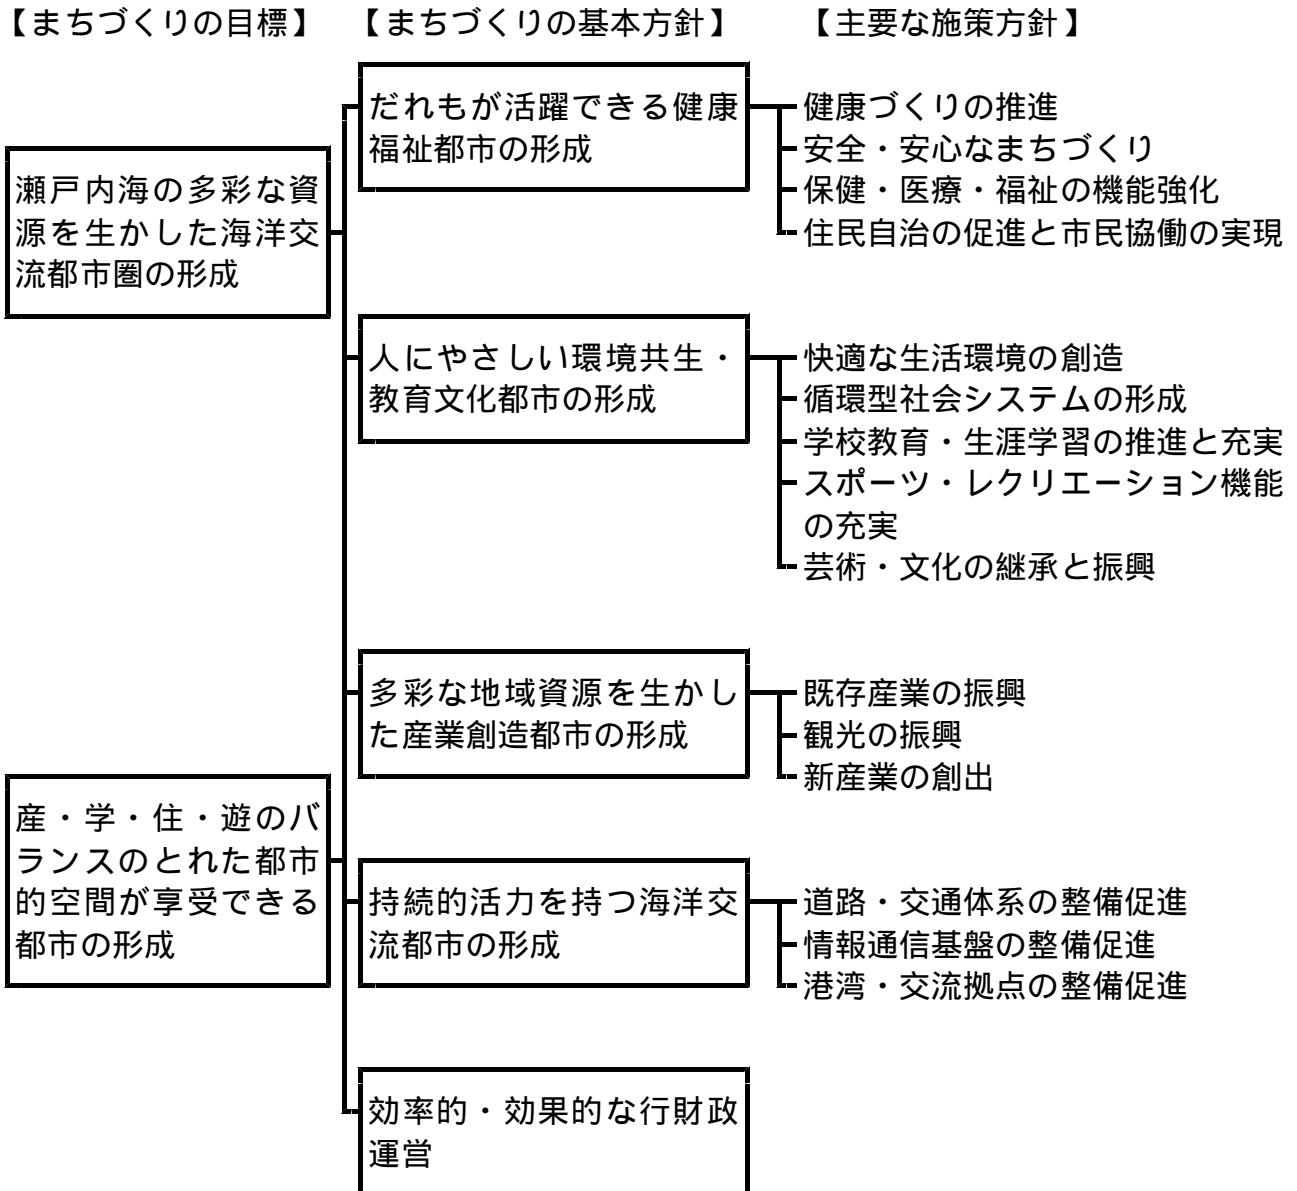 【まちづくりの目標】 【まちづくりの基本方針】 【主要な施策方針】
瀬戸内海の多彩な資
源を生かした海洋交
流都市圏の形成
産・学・住・遊のバ
ランスのとれた都市
的空間が享受できる
都市の形成
だれもが活躍できる健康
福祉都市の形成
健康づくりの推進
安全・安心なまちづくり
保健・医療・福祉の機能強化
住民自治の促進と市民協働の実現
人にやさしい環境共生・
教育文化都市の形成
快適な生活環境の創造
循環型社会システムの形成
学校教育・生涯学習の推進と充実
スポーツ・レクリエーション機能
の充実
芸術・文化の継承と振興
多彩な地域資源を生かし
た産業創造都市の形成
既存産業の振興
観光の振興
新産業の創出
持続的活力を持つ海洋交
流都市の形成
道路・交通体系の整備促進
情報通信基盤の整備促進
港湾・交流拠点の整備促進
効率的・効果的な行財政
運営